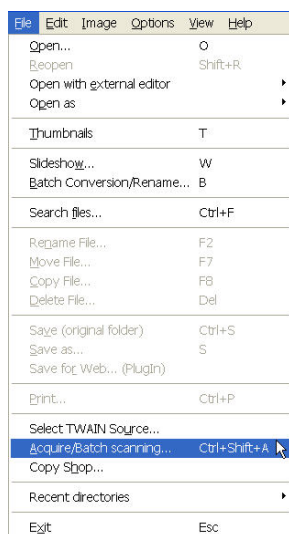 File Edit Image Options View Help
Open... O
Reopen Shift+R
Open with external editor
Open as
Thumbnails T
Slideshow... W
Batch Conversion/Rename... B
Search files... Ctrl+F
Rename File... F2
Move File... F7
Copy File... F8
Delete File... Del
Save (original folder) Ctrl+S
Save as... S
Save for Web... (PlugIn)
Print... Ctrl+P
Select TWAIN Source...
Acquire/Batch scanning... Ctrl+Shift+A
Copy Shop...
Recent directories
Exit Esc